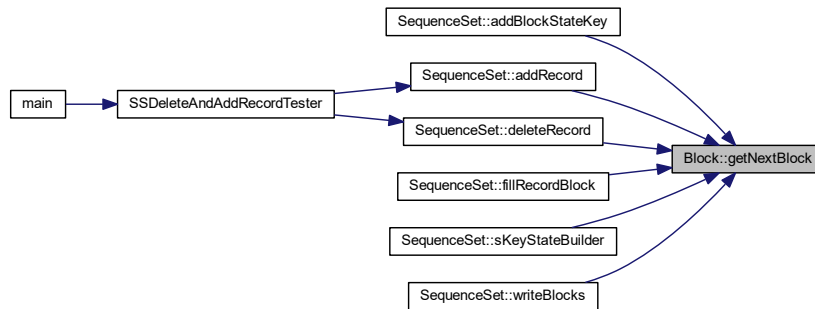 SequenceSet::addBlockStateKey
SequenceSet::addRecord
main
SSDeleteAndAddRecordTester
SequenceSet::deleteRecord
Block::getNextBlock
SequenceSet::fillRecordBlock
SequenceSet::sKeyStateBuilder
SequenceSet::writeBlocks